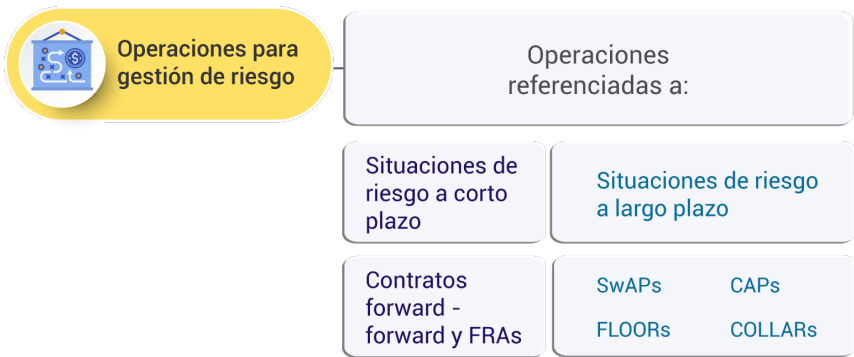 Operaciones para
gestión de riesgo
Operaciones
referenciadas a:
Situaciones de
riesgo a corto
plazo
Situaciones de riesgo
a largo plazo
Contratos
forward -
forward y FRAs
SwAPs
CAPs
FLOORs
COLLARs